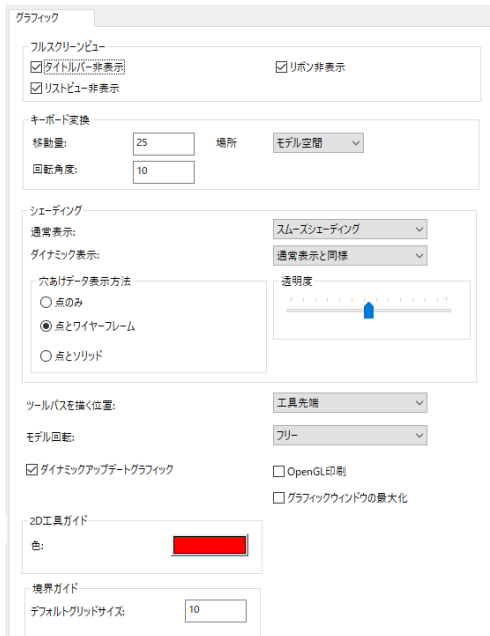 グラフィック
フルスクリーンビュー
タイトルバー非表示 リボン非表示
リストビュー非表示
キーボード変換
移動量: 25 場所 モデル空間
回転角度: 10
シェーディング
通常表示: スムーズシェーディング
ダイナミック表示: 通常表示と同様
穴あけデータ表示方法 透明度
点のみ
点とワイヤーフレーム
点とソリッド
ツールパスを描く位置: 工具先端
モデル回転: フリー
ダイナミックアップデートグラフィック OpenGL印刷
グラフィックウインドウの最大化
2D工具ガイド
色:
境界ガイド
デフォルトグリッドサイズ: 10